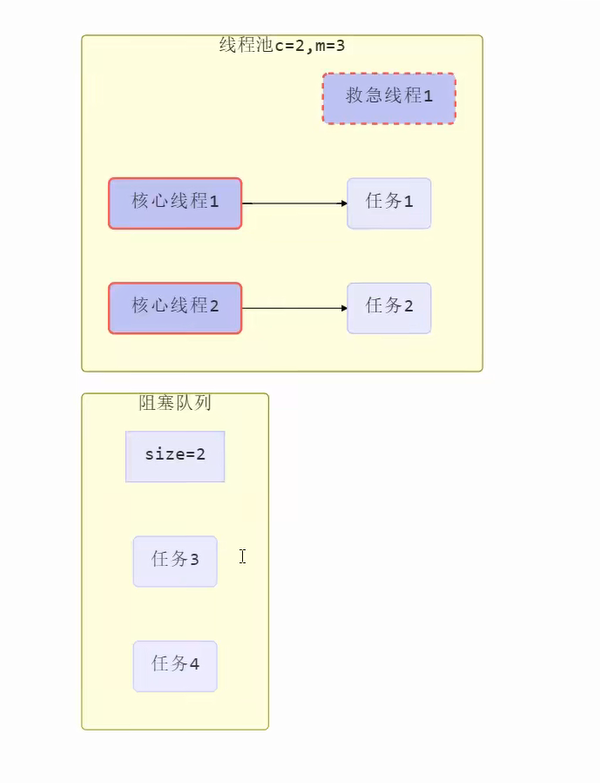 线程池c=2,m=3
救急线程1
核心线程1
任务1
核心线程2
任务2
阻塞队列
size=2
任务3
任务4